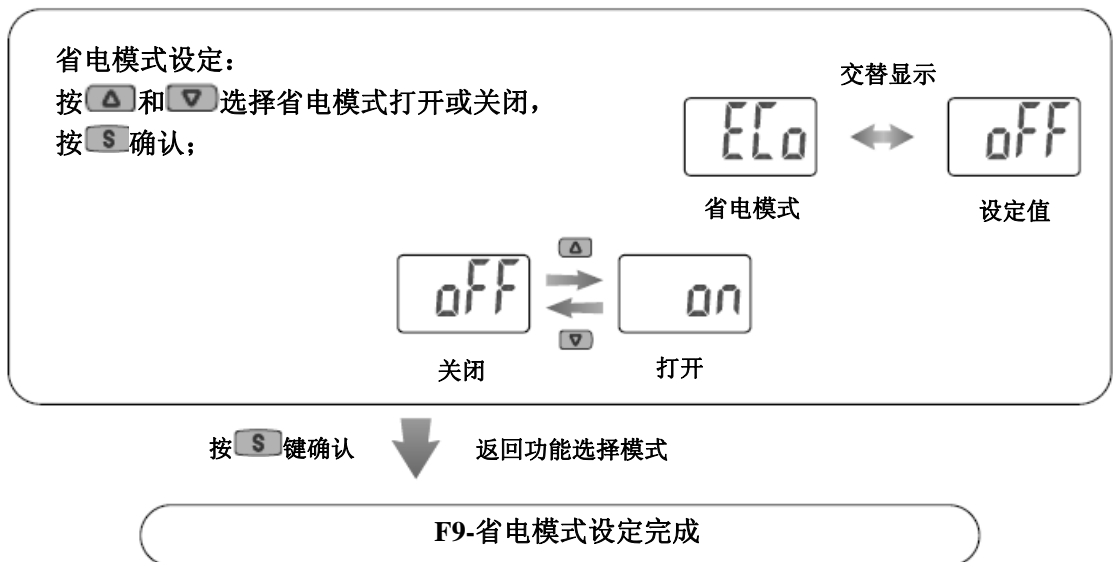 省电模式设定：
按△和▽选择省电模式打开或关闭，
按 S 确认；
交替显示
ECo
oFF
省电模式
设定值
oFF
on
关闭
打开
按 S 键确认
返回功能选择模式
F9-省电模式设定完成